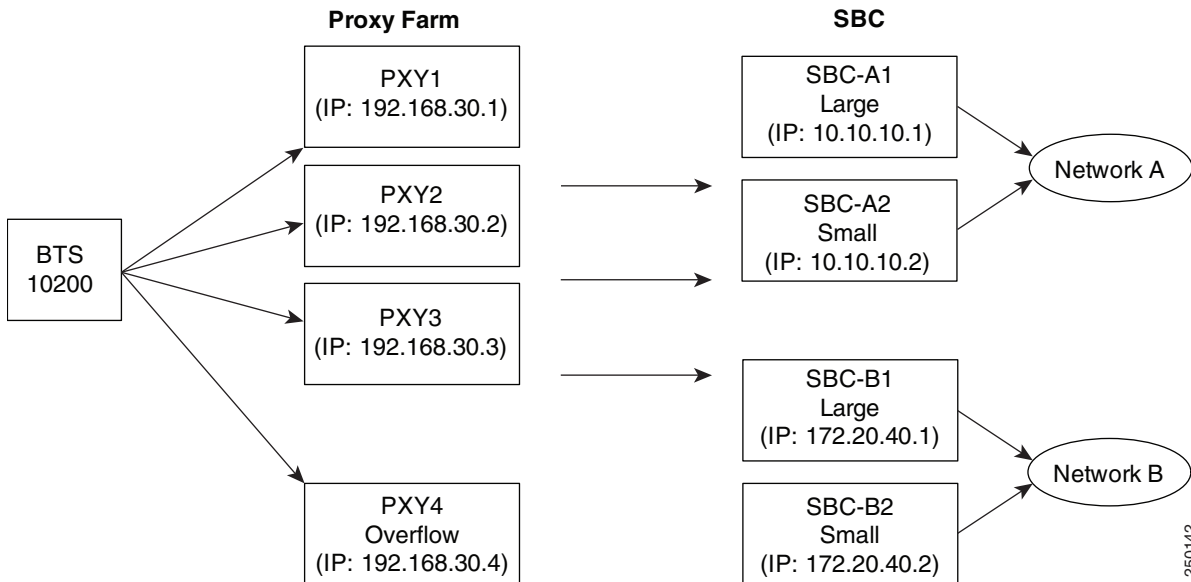 Proxy Farm
SBC
BTS
10200
PXY1
(IP: 192.168.30.1)
PXY2
(IP: 192.168.30.2)
PXY3
(IP: 192.168.30.3)
PXY4
Overflow
(IP: 192.168.30.4)
SBC-A1
Large
(IP: 10.10.10.1)
SBC-A2
Small
(IP: 10.10.10.2)
SBC-B1
Large
(IP: 172.20.40.1)
SBC-B2
Small
(IP: 172.20.40.2)
Network A
Network B
250142